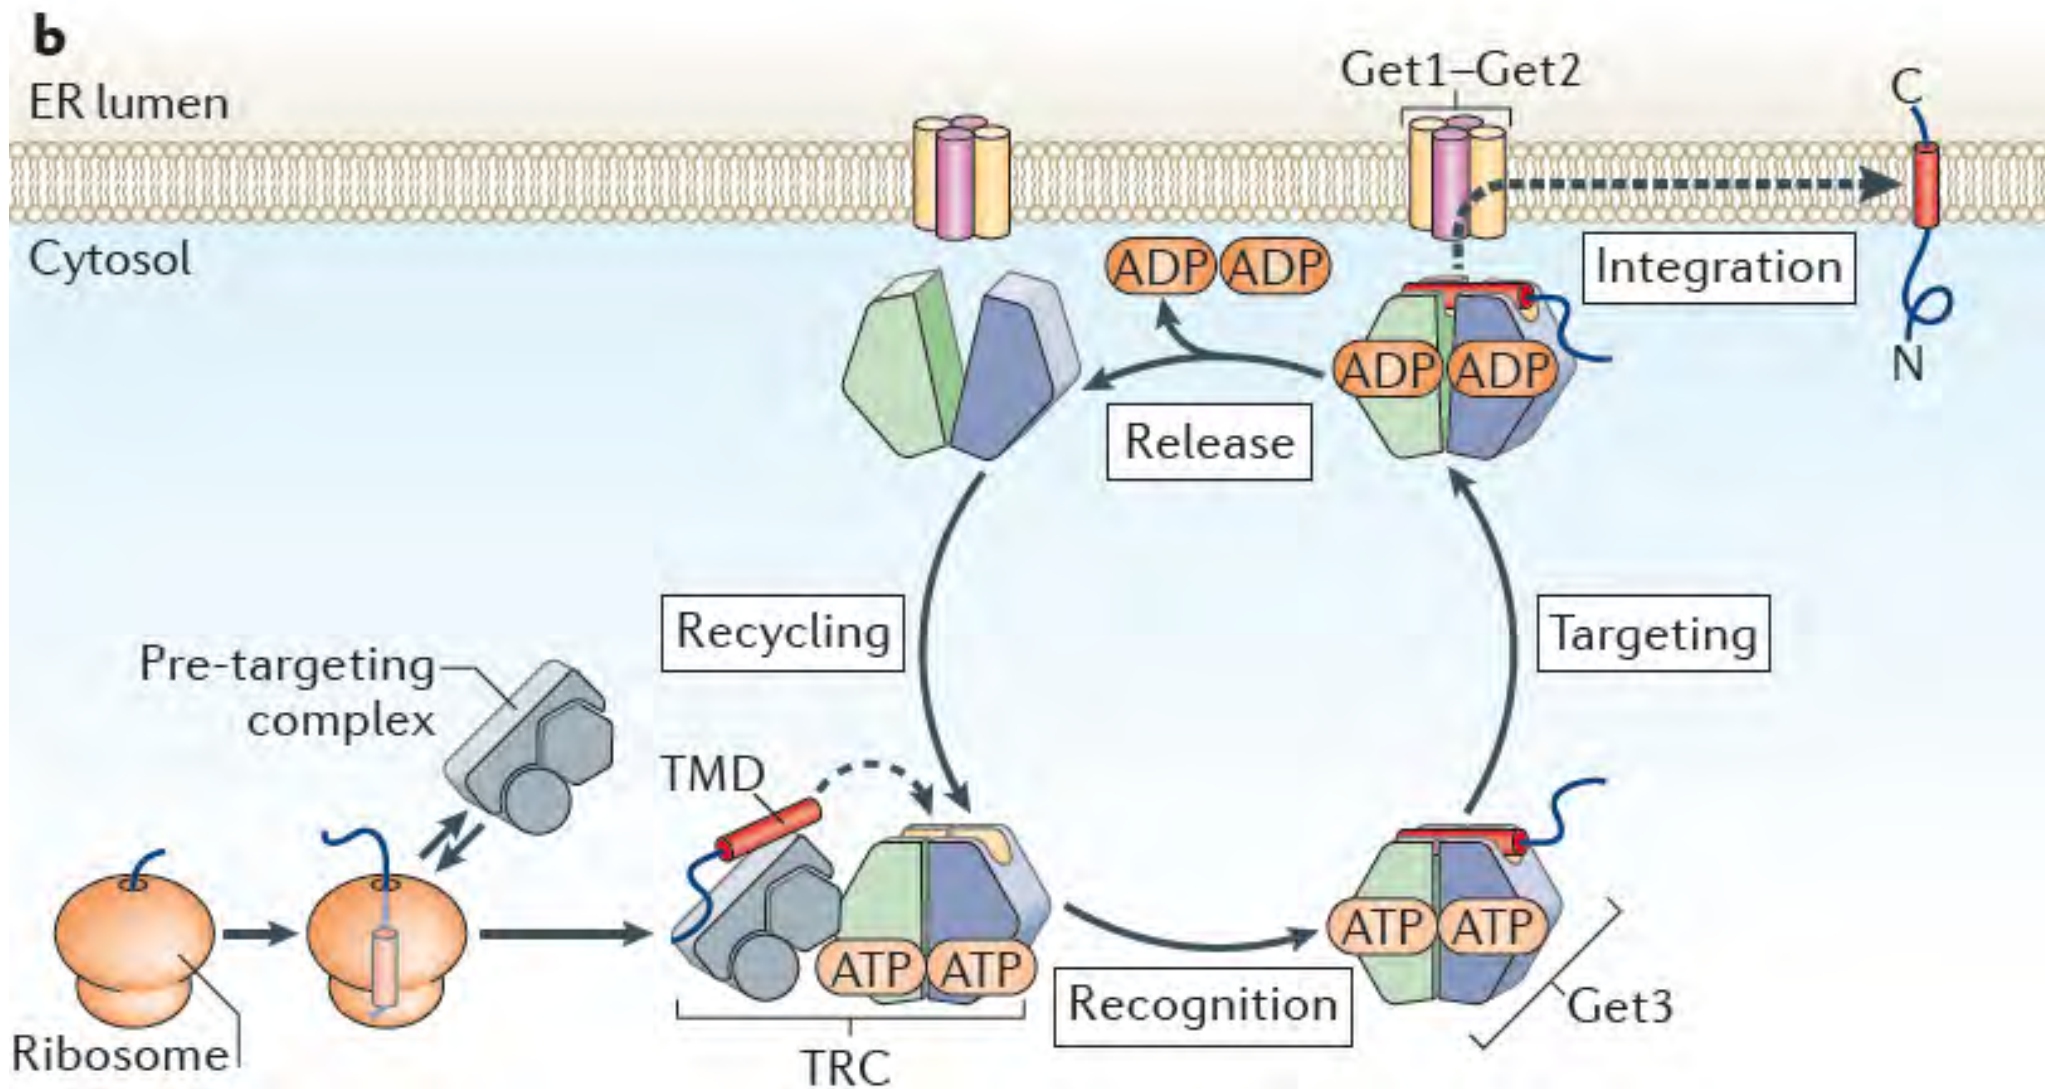 b
ER lumen
Get1–Get2
C
Cytosol
ADP ADP
Integration
ADP ADP
N
Release
Recycling
Targeting
Pre-targeting
complex
TMD
ATP ATP
ATP ATP
Recognition
Get3
Ribosome
TRC